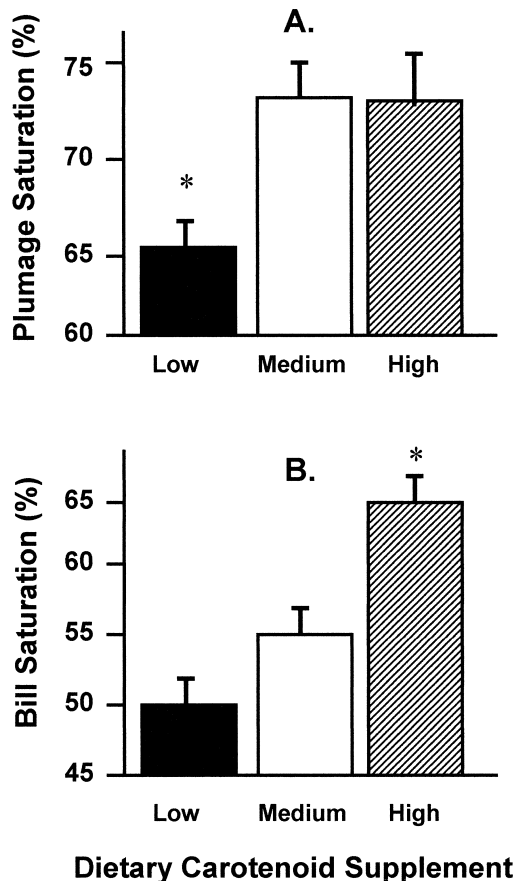 A.
Plumage Saturation (%)
75
70
65
60
*
Low Medium High
B.
Bill Saturation (%)
65
60
55
50
45
*
Low Medium High
Dietary Carotenoid Supplement